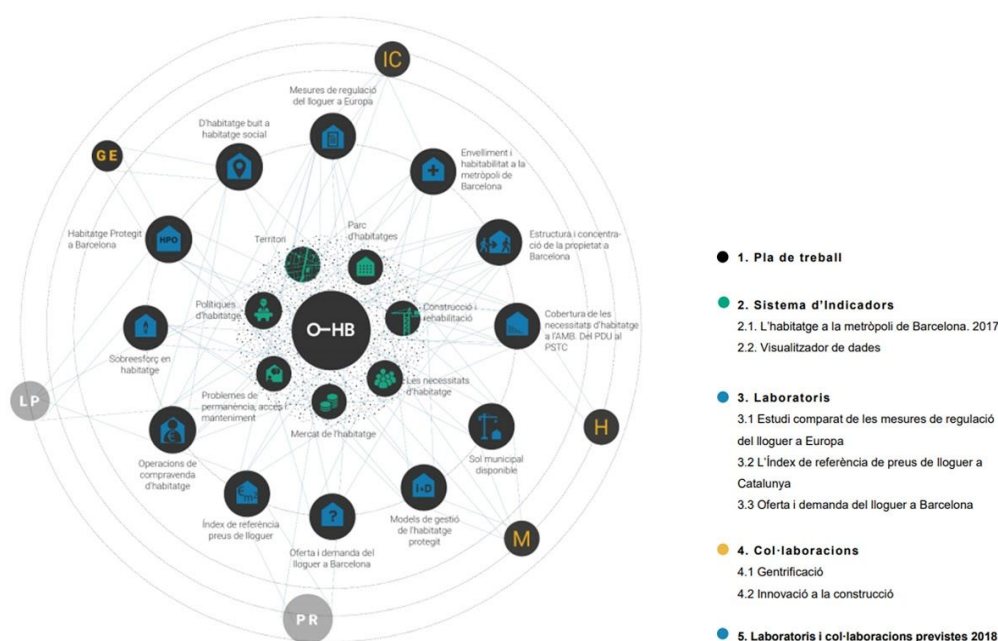 IC
Mesures de regulació
del lloguer a Europa
D'habitatge buit a
habitatge social
GE
Envelliment i
habitabilitat a la
metròpoli de
Barcelona
Habitatge Protegit
a Barcelona
HPO
Territori
Parc
d'habitatges
Estructura i concentra-
ció de la propietat a
Barcelona
Polítiques
d'habitatge
O-HB
Construcció i
rehabilitació
Cobertura de les
necessitats d'habitatge
a l'AMB. Del PDU al
PSTC
Sobreesforç en
habitatge
Problemes de
permanència, accés i
manteniment
Les necessitats
d'habitatge
Mercat de l'habitatge
LP
H
Operacions de
compravenda
d'habitatge
€
Sòl municipal
disponible
€/m²
Índex de referència
preus de lloguer
?
Oferta i demanda del
lloguer a Barcelona
i+D
Models de gestió
de l'habitatge
protegit
M
PR
1. Pla de treball
2. Sistema d'Indicadors
2.1. L'habitatge a la metròpoli de Barcelona. 2017
2.2. Visualitzador de dades
3. Laboratoris
3.1 Estudi comparat de les mesures de regulació
del lloguer a Europa
3.2 L'Índex de referència de preus de lloguer a
Catalunya
3.3 Oferta i demanda del lloguer a Barcelona
4. Col·laboracions
4.1 Gentrificació
4.2 Innovació a la construcció
5. Laboratoris i col·laboracions previstes 2018